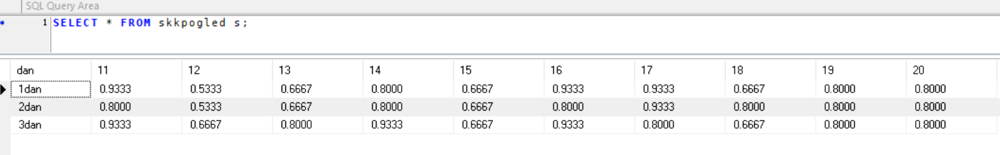 SQL Query Area
1 SELECT * FROM skkpogled s;
dan 11 12 13 14 15 16 17 18 19 20
1dan 0.9333 0.5333 0.6667 0.8000 0.6667 0.9333 0.9333 0.6667 0.8000 0.8000
2dan 0.8000 0.5333 0.6667 0.8000 0.6667 0.8000 0.9333 0.8000 0.8000 0.8000
3dan 0.9333 0.6667 0.8000 0.9333 0.6667 0.9333 0.8000 0.6667 0.8000 0.8000